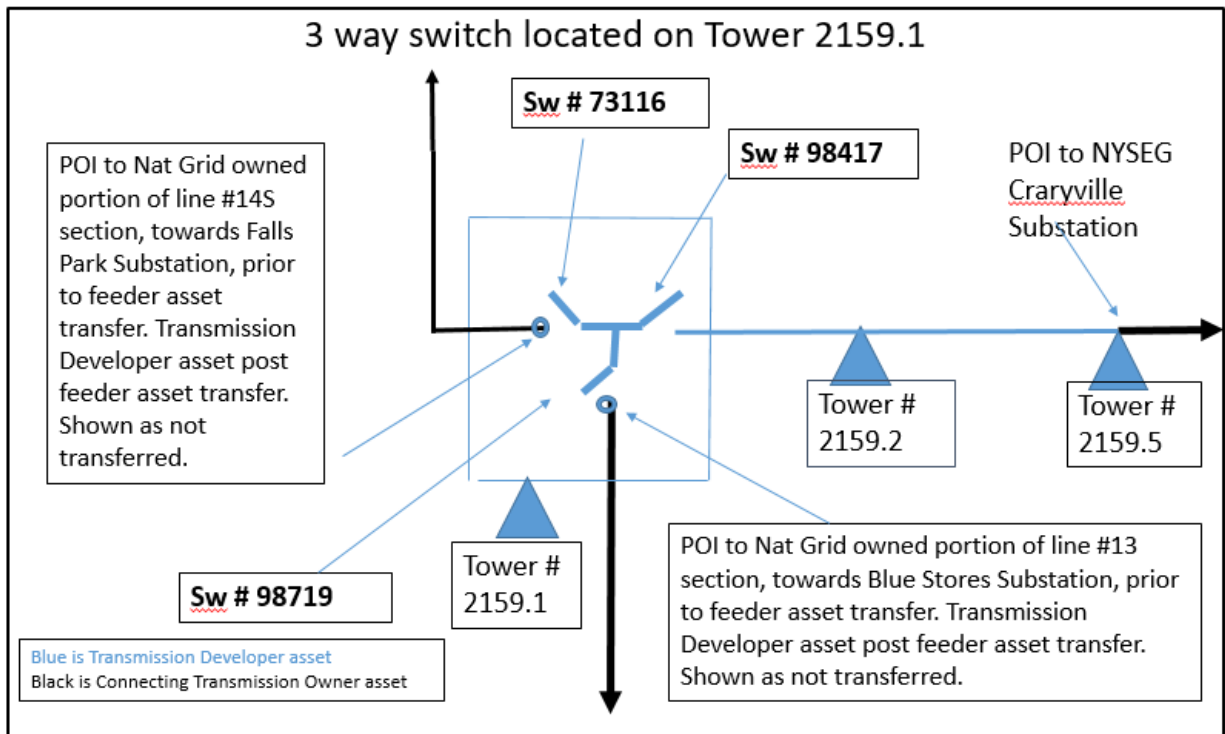 3 way switch located on Tower 2159.1
Sw # 73116
Sw # 98417
POI to Nat Grid owned
portion of line #14S
section, towards Falls
Park Substation, prior
to feeder asset
transfer. Transmission
Developer asset post
feeder asset transfer.
Shown as not
transferred.
POI to NYSEG
Craryville
Substation
Tower #
2159.2
Tower #
2159.5
Tower #
2159.1
Sw # 98719
POI to Nat Grid owned portion of line #13
section, towards Blue Stores Substation, prior
to feeder asset transfer. Transmission
Developer asset post feeder asset transfer.
Shown as not transferred.
Blue is Transmission Developer asset
Black is Connecting Transmission Owner asset